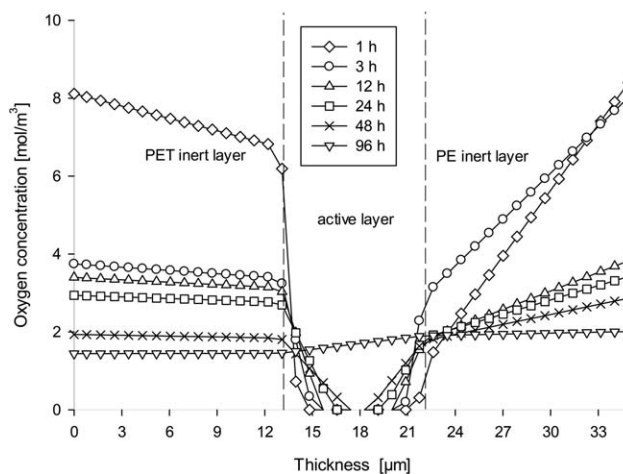 Oxygen concentration [mol/m³]
10
8
6
4
2
0
1 h
3 h
12 h
24 h
48 h
96 h
PET inert layer
active layer
PE inert layer
0 3 6 9 12 15 18 21 24 27 30 33
Thickness [μm]